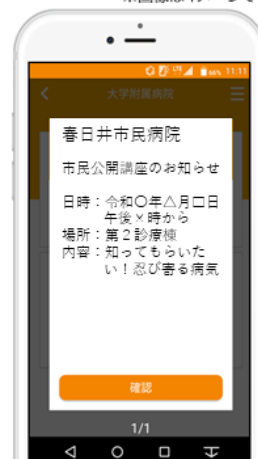 11:11
大学附属病院
春日井市民病院
市民公開講座のお知らせ
日時：令和〇年△月□日
午後×時から
場所：第２診療棟
内容：知ってもらいた
い！忍び寄る病気
確認
1/1